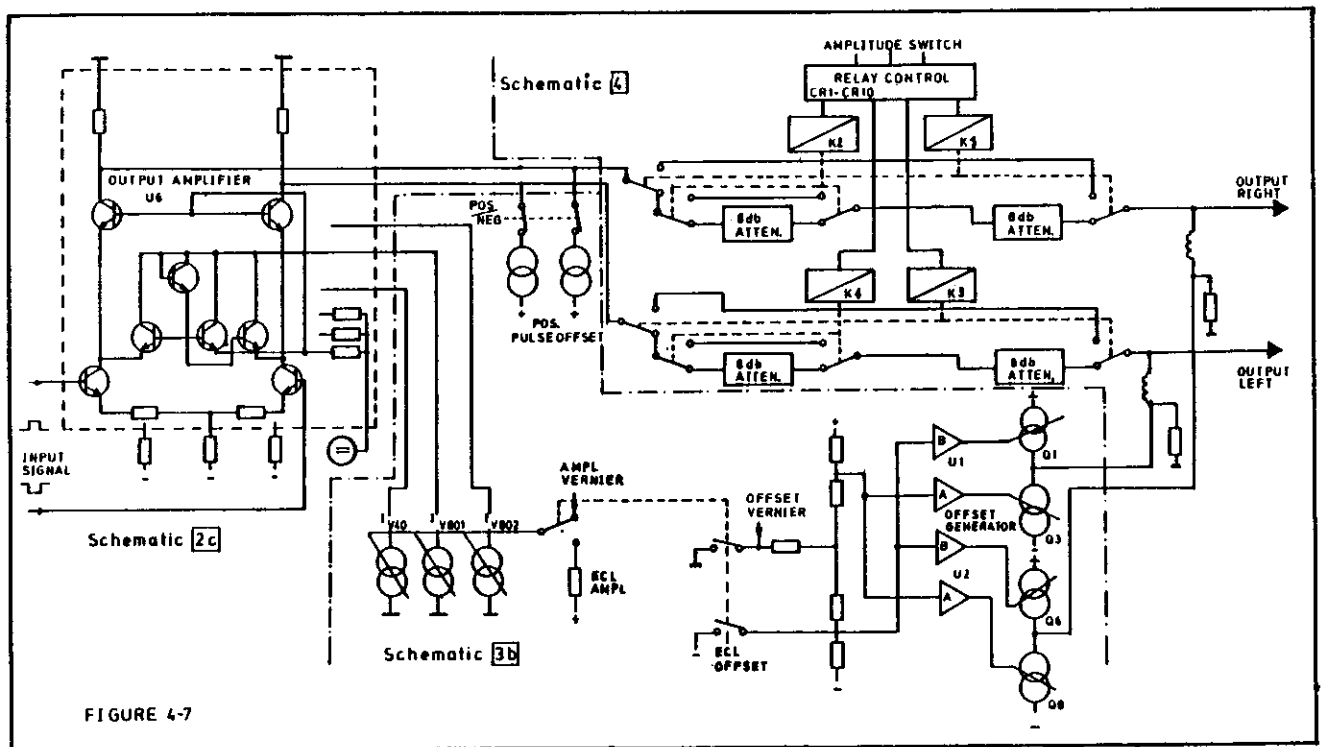 AMPLITUDE SWITCH
Schematic 4
RELAY CONTROL
CR1-CR10
K2
K5
OUTPUT AMPLIFIER
U6
POS.
NEG
8db
ATTEN.
8db
ATTEN.
OUTPUT
RIGHT
K4
K3
+
+
POS.
PULSE OFFSET
8db
ATTEN.
8db
ATTEN.
OUTPUT
LEFT
INPUT
SIGNAL
Schematic 2c
AMPL
VERNIER
OFFSET
VERNIER
B
U1
Q1
A
OFFSET
GENERATOR
Q3
I V40
I V801
I V802
ECL
AMPL
+
B
U2
Q6
A
ECL
OFFSET
Q8
Schematic 3b
FIGURE 4-7